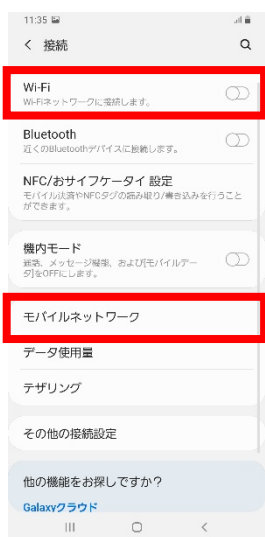 11:35
接続
Wi-Fi
Wi-Fiネットワークに接続します。
Bluetooth
近くのBluetoothデバイスに接続します。
NFC/おサイフケータイ 設定
モバイル決済やNFCタグの読み取り/書き込みを行うこと
ができます。
機内モード
通話、メッセージ機能、および[モバイルデー
タ]をOFFにします。
モバイルネットワーク
データ使用量
テザリング
その他の接続設定
他の機能をお探しですか？
Galaxyクラウド